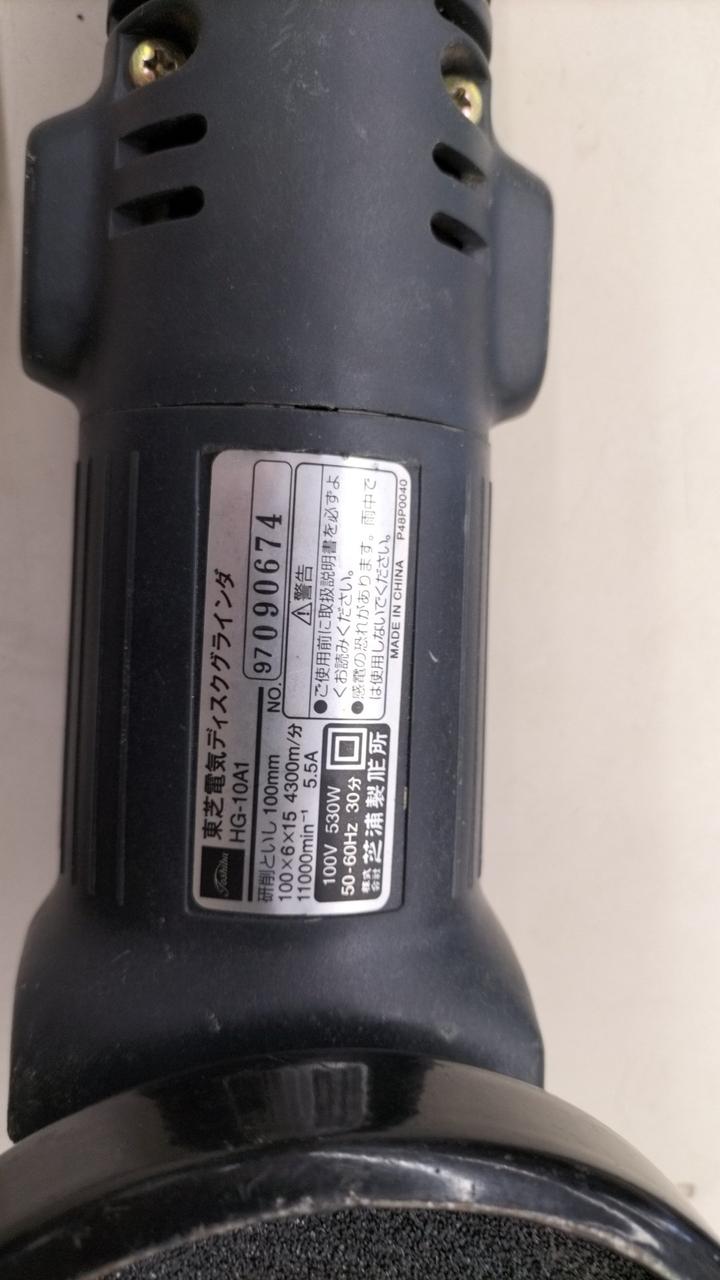 Toshiba
東芝電気ディスクグラインダ
HG-10A1
研削といし 100mm
100×6×15 4300m/分
11000min⁻¹ 5.5A
100V 530W
50-60Hz 30分
株式会社 芝浦製作所
NO. 97090674
⚠警告
●ご使用前に取扱説明書を必ずよ
くお読みください。
●感電の恐れがあります。雨中で
は使用しないでください。
MADE IN CHINA P48P0040